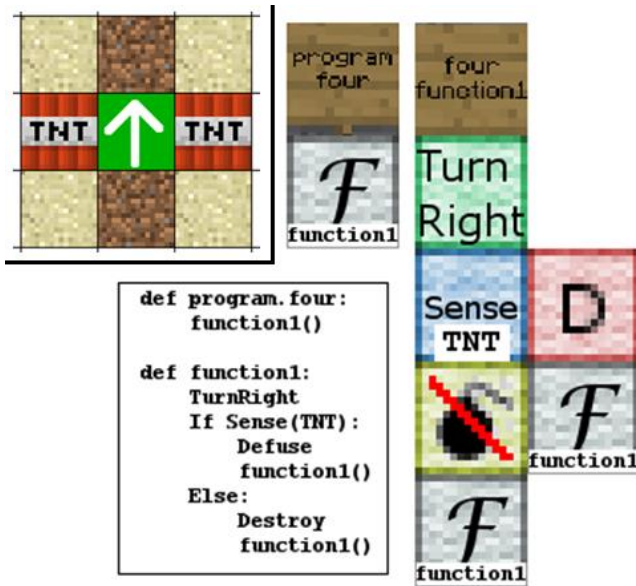 TNT
TNT
program
four
F
function1
four
function1
Turn
Right
Sense
TNT
D
F
function1
F
function1
def program.four:
function1()
def function1:
TurnRight
If Sense(TNT):
Defuse
function1()
Else:
Destroy
function1()